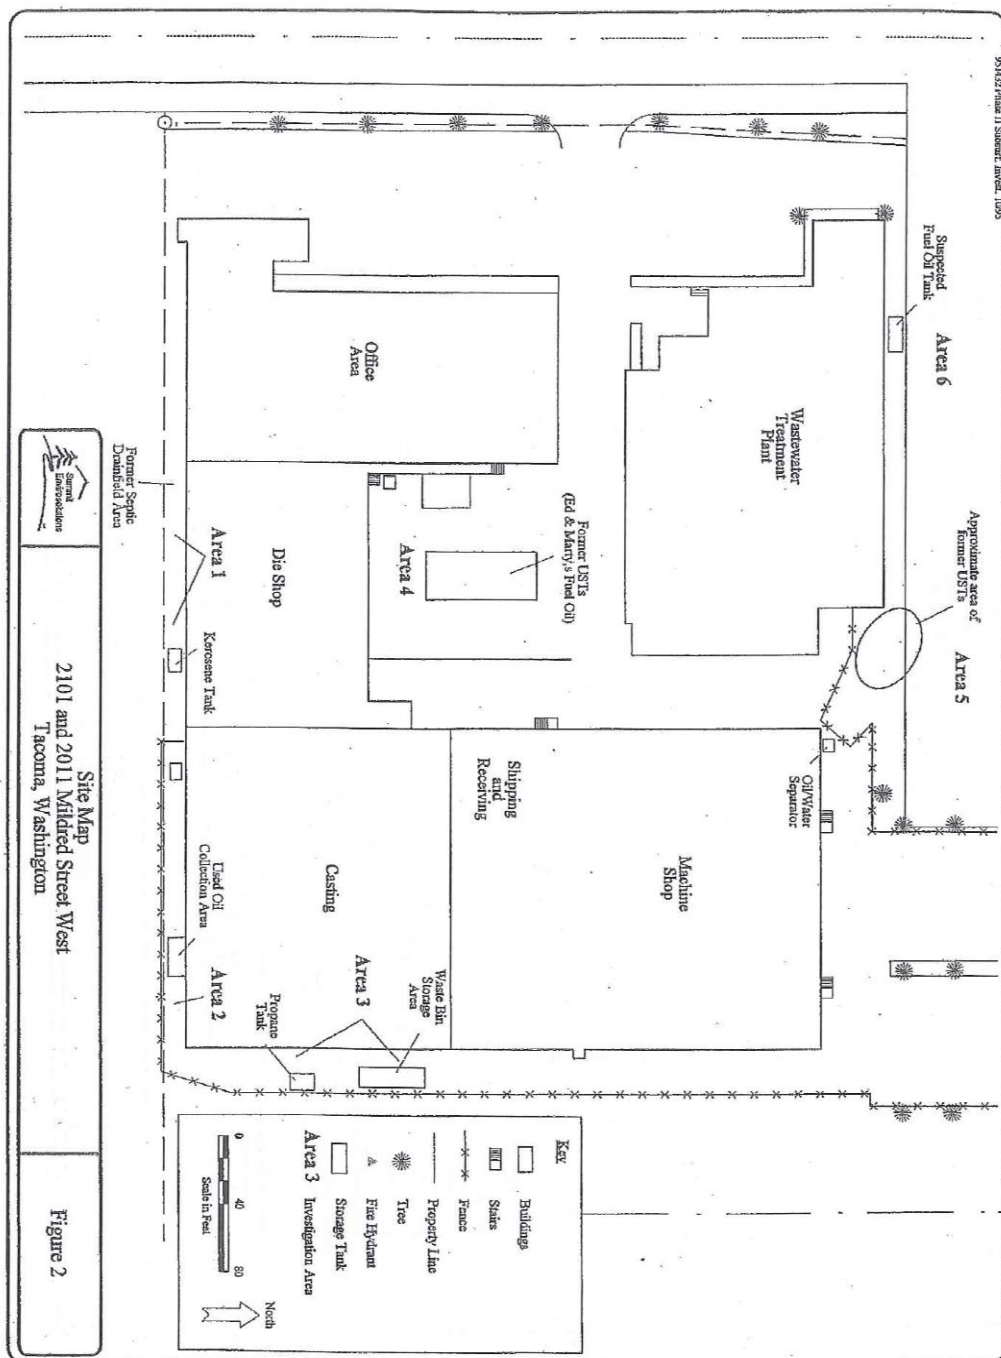 Suspected
Fuel Oil Tank
Area 6
Approximate area of
former USTs
Area 5
Wastewater
Treatment
Plant
Oil/Water
Separator
Former USTs
(Ed & Marty,s Fuel Oil)
Area 4
Office
Area
Die Shop
Shipping
and
Receiving
Machine
Shop
Casting
Waste Bin
Storage
Area
Area 3
Propane
Tank
Former Septic
Drainfield Area
Area 1
Kerosene Tank
Used Oil
Collection Area
Area 2
Key
Buildings
Stairs
Fence
Property Line
Tree
Fire Hydrant
Storage Tank
Area 3 Investigation Area
0 40 80
Scale in Feet
North
Summit
Envirosolutions
Site Map
2101 and 2011 Mildred Street West
Tacoma, Washington
Figure 2